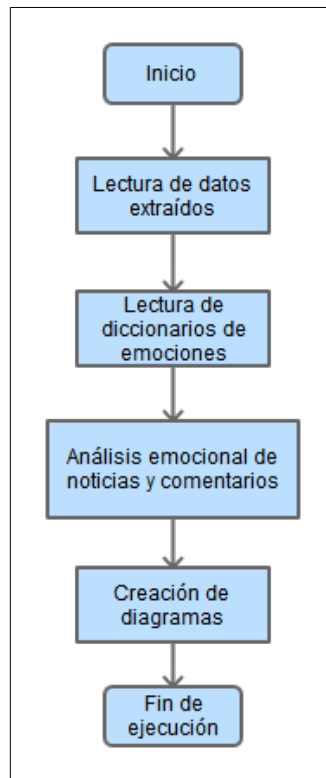 Inicio
Lectura de datos
extraídos
Lectura de
diccionarios de
emociones
Análisis emocional de
noticias y comentarios
Creación de
diagramas
Fin de
ejecución